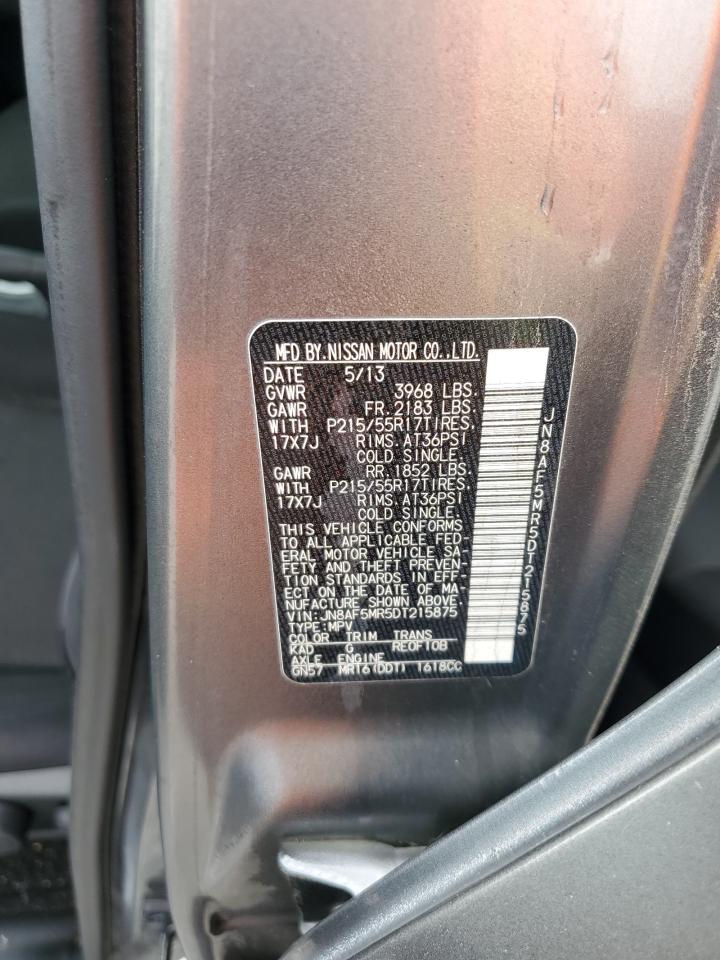 MFD BY.NISSAN MOTOR CO.,LTD.
DATE 5/13
GVWR 3968 LBS.
GAWR FR.2183 LBS.
WITH P215/55R17TIRES.
17X7J RIMS.AT36PSI
COLD SINGLE.
GAWR RR.1852 LBS.
WITH P215/55R17TIRES.
17X7J RIMS.AT36PSI
COLD SINGLE.
THIS VEHICLE CONFORMS
TO ALL APPLICABLE FED-
ERAL MOTOR VEHICLE SA-
FETY AND THEFT PREVEN-
TION STANDARDS IN EFF-
ECT ON THE DATE OF MA-
NUFACTURE SHOWN ABOVE.
VIN:JN8AF5MR5DT215875
TYPE:MPV
COLOR TRIM TRANS
KAD G RE0F10B
AXLE ENGINE
GN57 MR16(DDT) 1618CC
JN8AF5MR5DT215875